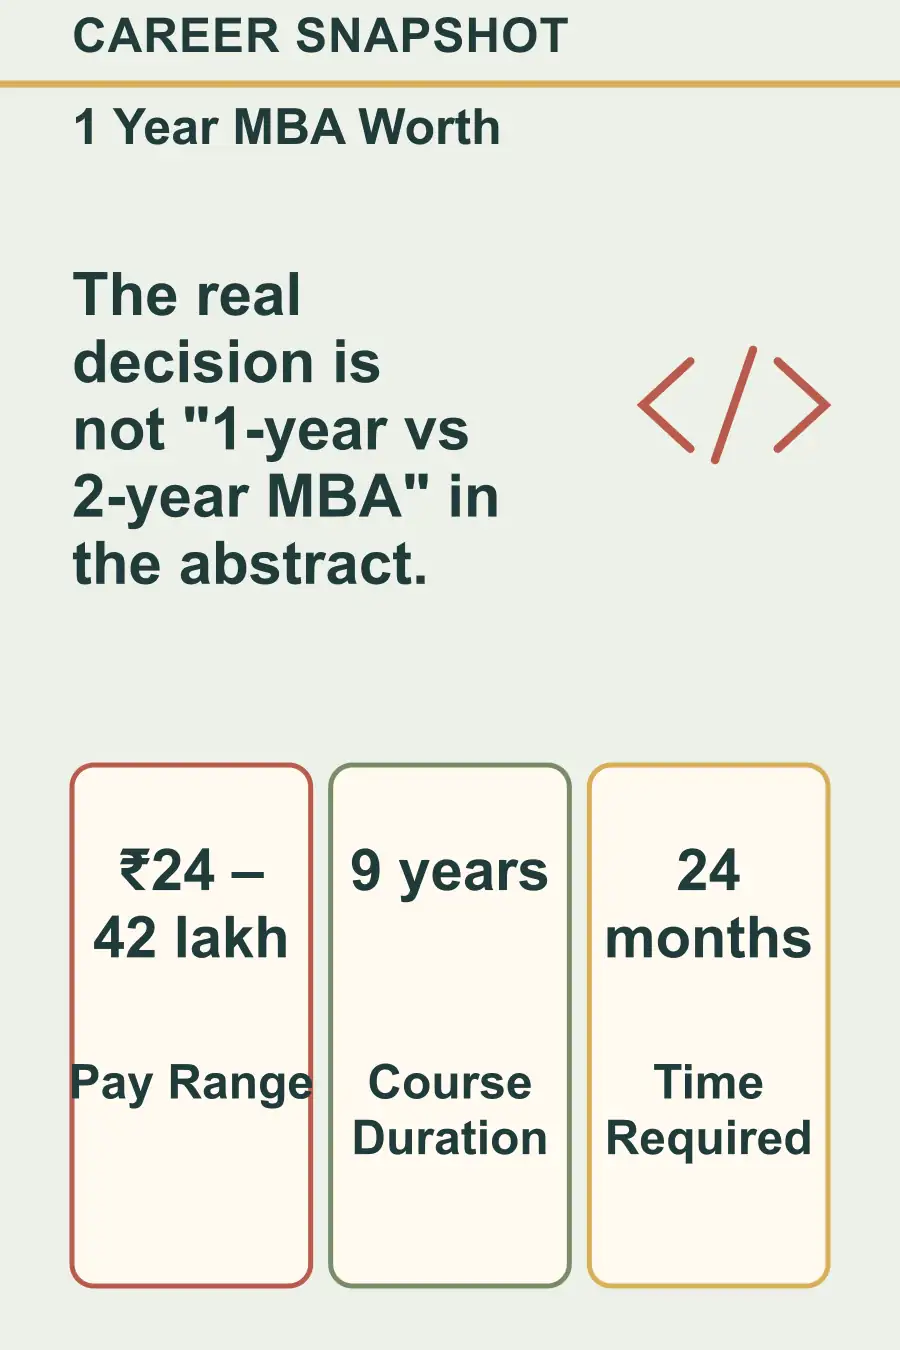 CAREER SNAPSHOT
1 Year MBA Worth
The real
decision is
not "1-year vs
2-year MBA" in
the abstract.
₹24 –
42 lakh
Pay Range
9 years
Course
Duration
24
months
Time
Required